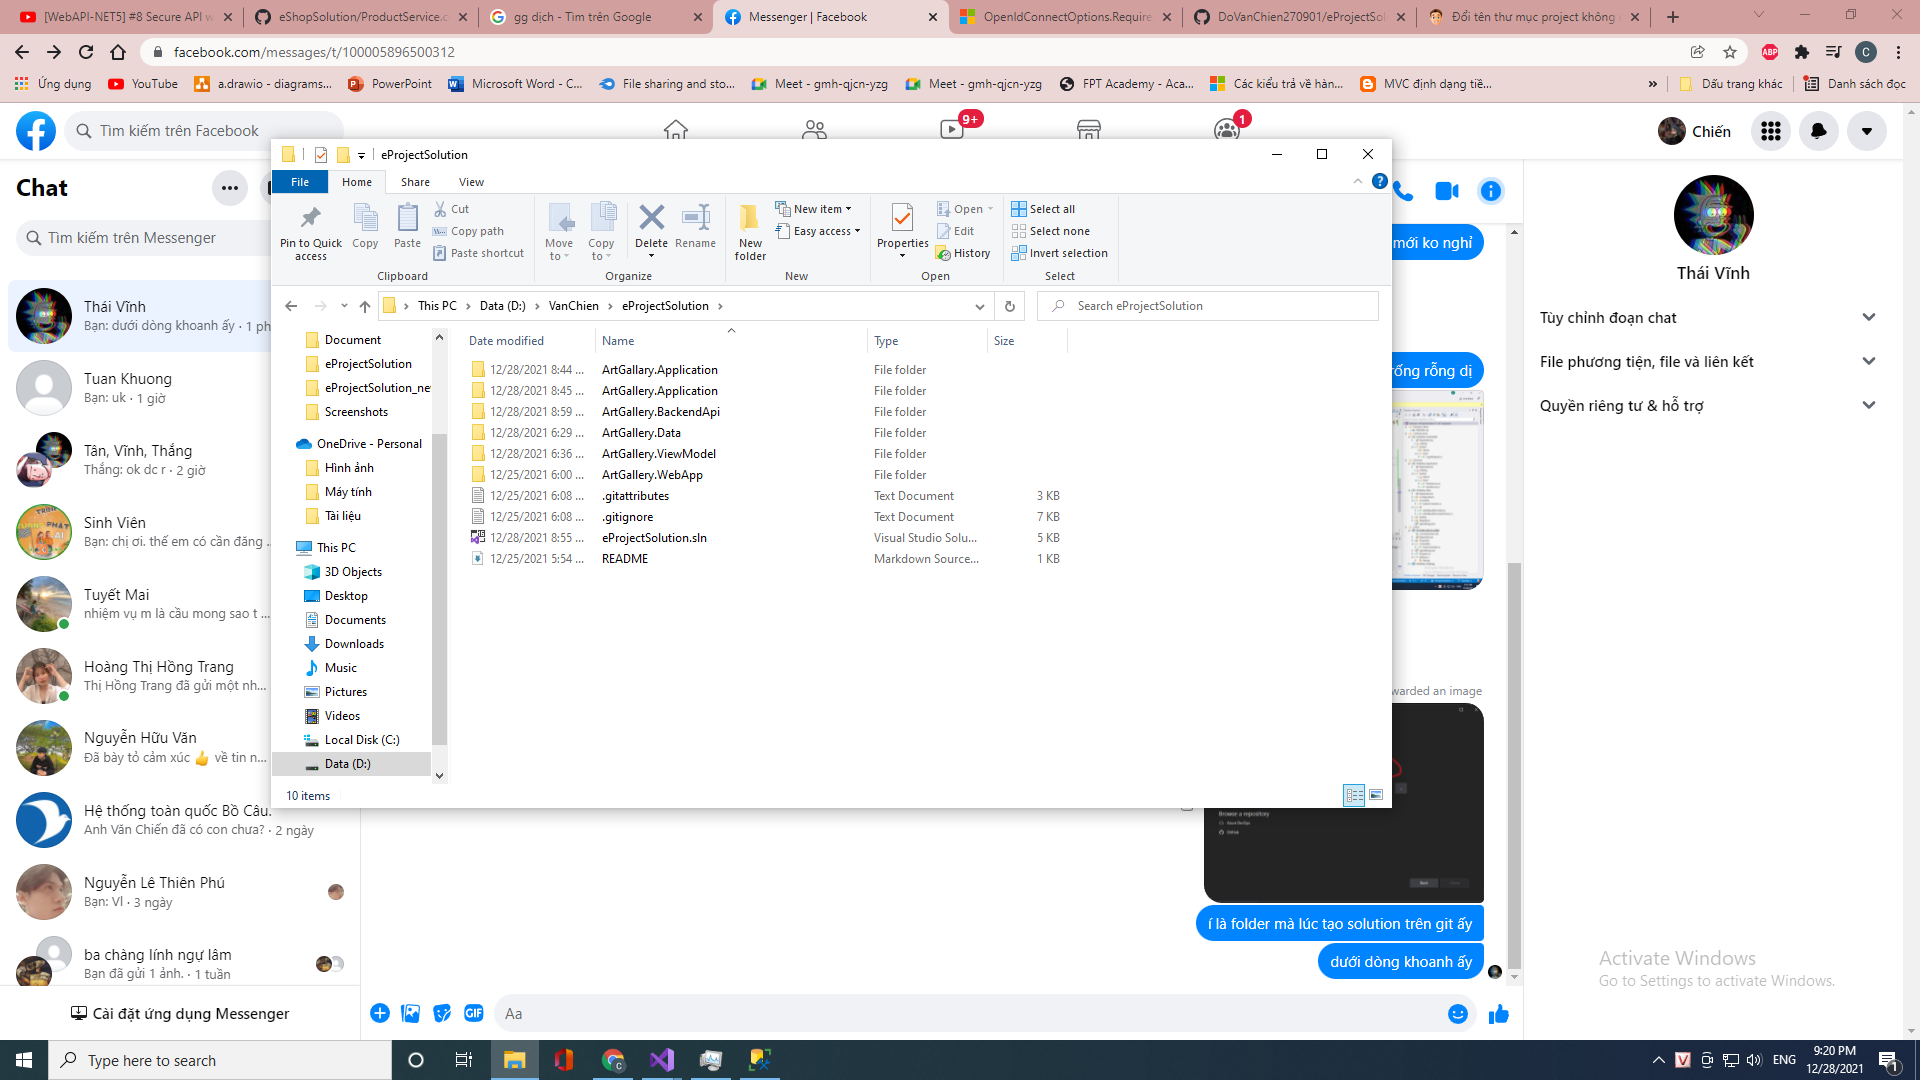 [WebAPI-NET5] #8 Secure API w
eShopSolution/ProductService.c
gg dịch - Tìm trên Google
Messenger | Facebook
OpenIdConnectOptions.Require
DoVanChien270901/eProjectSol
Đổi tên thư mục project không
facebook.com/messages/t/100005896500312
ABP
C
Ứng dụng
YouTube
a.drawio - diagrams...
PowerPoint
Microsoft Word - C...
File sharing and sto...
Meet - gmh-qjcn-yzg
Meet - gmh-qjcn-yzg
FPT Academy - Aca...
Các kiểu trả về hàn...
MVC định dạng tiề...
»
Dấu trang khác
Danh sách đọc
Tìm kiếm trên Facebook
9+
1
Chiến
Chat
Tìm kiếm trên Messenger
Thái Vĩnh
Bạn: dưới dòng khoanh ấy · 1 ph
Tuan Khuong
Bạn: uk · 1 giờ
Tân, Vĩnh, Thắng
Thắng: ok dc r · 2 giờ
Sinh Viên
Bạn: chị ơi. thế em có cần đăng ...
Tuyết Mai
nhiệm vụ m là cầu mong sao t ...
Hoàng Thị Hồng Trang
Thị Hồng Trang đã gửi một nh...
Nguyễn Hữu Văn
Đã bày tỏ cảm xúc 👍 về tin n...
Hệ thống toàn quốc Bồ Câu.
Anh Văn Chiến đã có con chưa? · 2 ngày
Nguyễn Lê Thiên Phú
Bạn: Vl · 3 ngày
ba chàng lính ngự lâm
Bạn đã gửi 1 ảnh. · 1 tuần
Cài đặt ứng dụng Messenger
eProjectSolution
File
Home
Share
View
Pin to Quick access
Copy
Paste
Cut
Copy path
Paste shortcut
Clipboard
Move to
Copy to
Delete
Rename
Organize
New folder
New item
Easy access
New
Properties
Open
Edit
History
Open
Select all
Select none
Invert selection
Select
This PC > Data (D:) > VanChien > eProjectSolution >
Search eProjectSolution
Document
eProjectSolution
eProjectSolution_ne
Screenshots
OneDrive - Personal
Hình ảnh
Máy tính
Tài liệu
This PC
3D Objects
Desktop
Documents
Downloads
Music
Pictures
Videos
Local Disk (C:)
Data (D:)
Date modified Name Type Size
12/28/2021 8:44 ... ArtGallary.Application File folder
12/28/2021 8:45 ... ArtGallery.Application File folder
12/28/2021 8:59 ... ArtGallery.BackendApi File folder
12/28/2021 6:29 ... ArtGallery.Data File folder
12/28/2021 6:36 ... ArtGallery.ViewModel File folder
12/25/2021 6:00 ... ArtGallery.WebApp File folder
12/25/2021 6:08 ... .gitattributes Text Document 3 KB
12/25/2021 6:08 ... .gitignore Text Document 7 KB
12/28/2021 8:55 ... eProjectSolution.sln Visual Studio Solu... 5 KB
12/25/2021 5:54 ... README Markdown Source... 1 KB
10 items
mới ko nghỉ
rống rỗng dị
warded an image
Browse a repository
GitHub
í là folder mà lúc tạo solution trên git ấy
dưới dòng khoanh ấy
GIF
Aa
Thái Vĩnh
Tùy chỉnh đoạn chat
File phương tiện, file và liên kết
Quyền riêng tư & hỗ trợ
Activate Windows
Go to Settings to activate Windows.
Type here to search
ENG
9:20 PM
12/28/2021
1